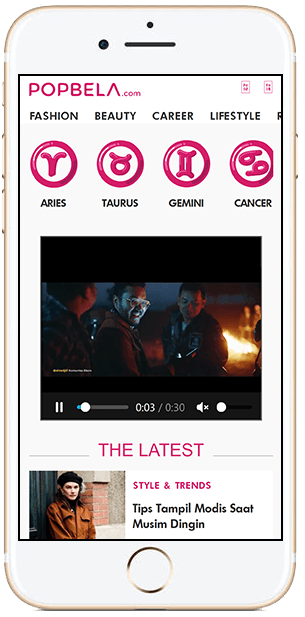 POPBELA.com
FASHION BEAUTY CAREER LIFESTYLE
ARIES TAURUS GEMINI CANCER
0:03 / 0:30
THE LATEST
STYLE & TRENDS
Tips Tampil Modis Saat
Musim Dingin